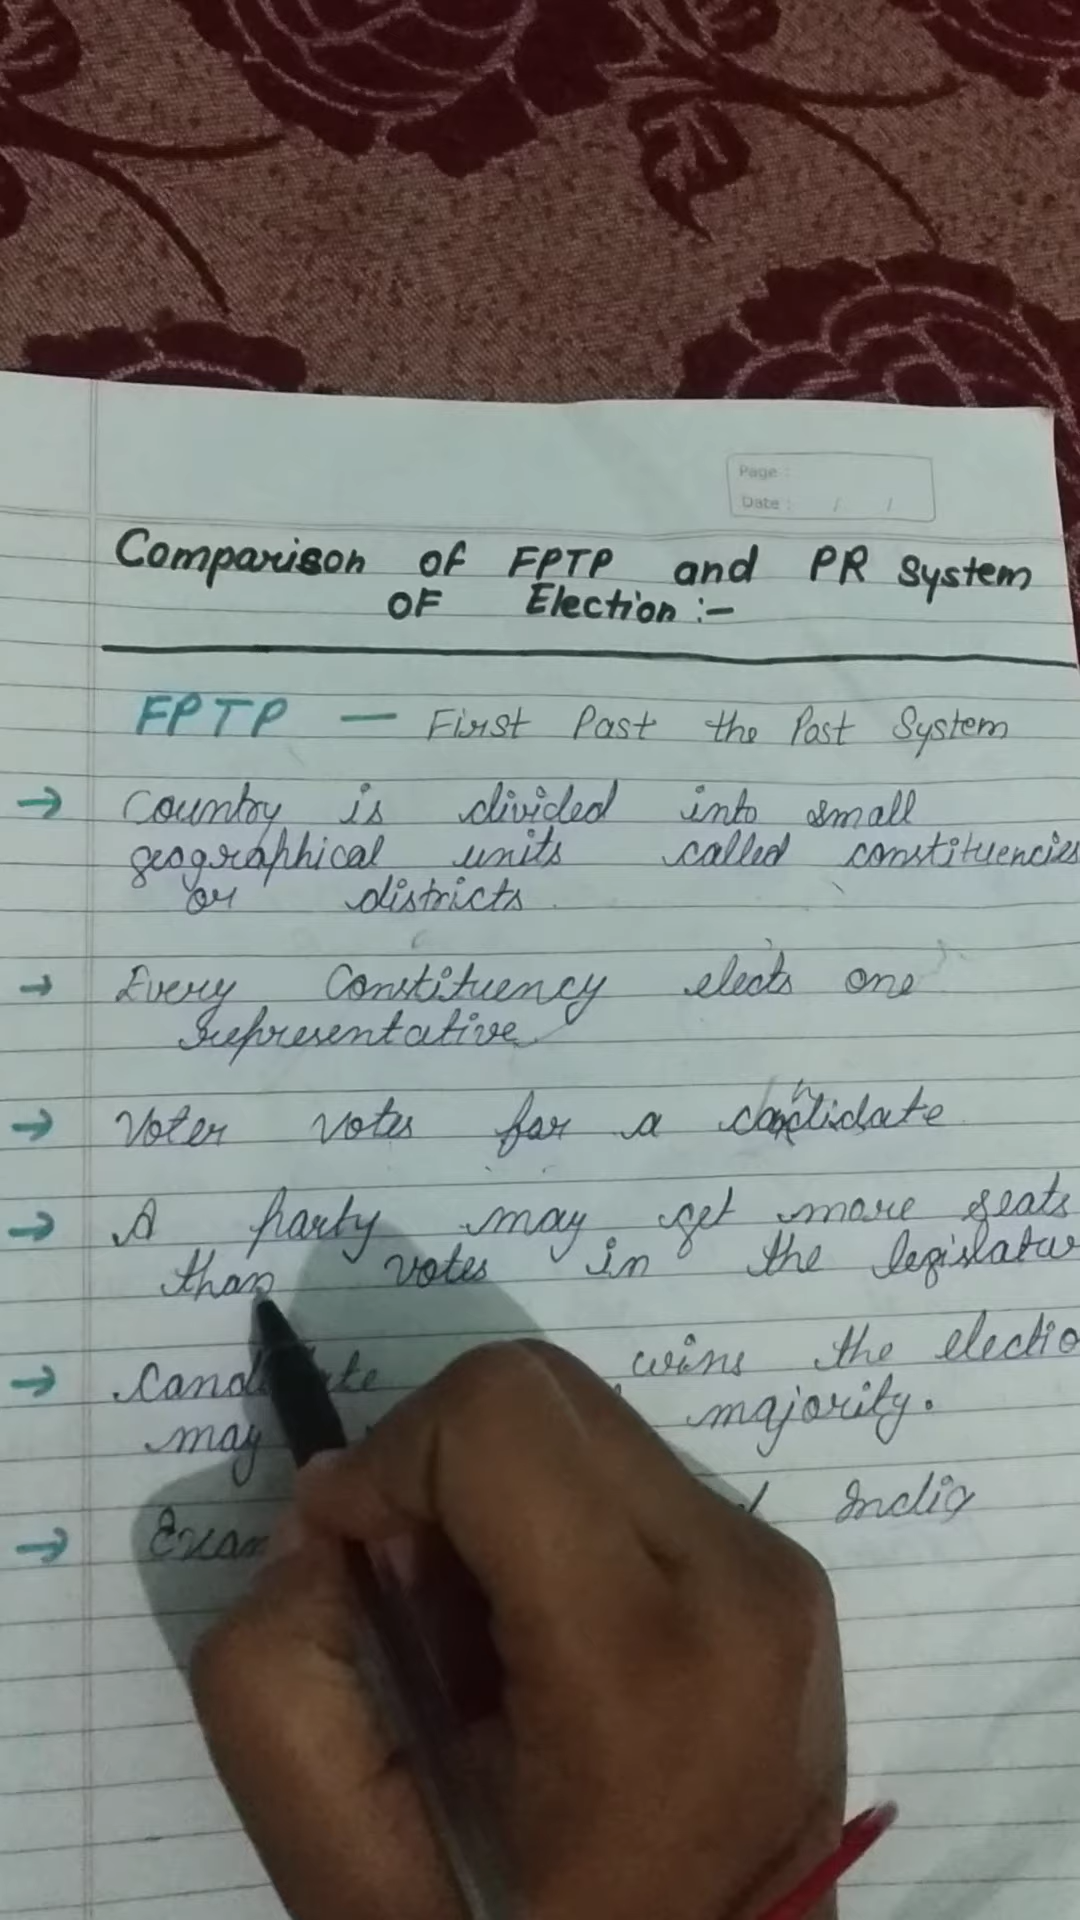 Page :
Date : / /
Comparison of FPTP and PR System
OF Election :-
FPTP — First Past the Post System
→ Country is divided into small
geographical units called constituencies
or districts
→ Every Constituency elects one
representative
→ Voter votes for a candidate
→ A party may get more seats
than votes in the legislatur
→ wins the electio
may majority.
→ India